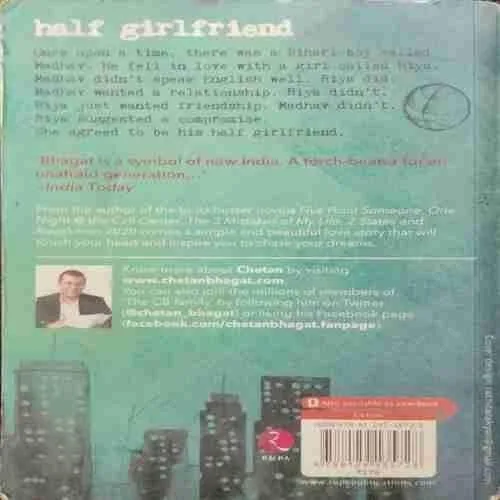 half girlfriend
Once upon a time, there was a Bihari boy called
Madhav. He fell in love with a girl called Riya.
Madhav didn't speak English well. Riya did.
Madhav wanted a relationship. Riya didn't.
Riya just wanted friendship. Madhav didn't.
Riya suggested a compromise.
She agreed to be his half girlfriend.
'Bhagat is a symbol of new India. A torch-bearer for an
unafraid generation...'
-India Today
From the author of the blockbuster novels Five Point Someone, One
Night @ the Call Center, The 3 Mistakes of My Life, 2 States and
Revolution 2020 comes a simple and beautiful love story that will
touch your heart and inspire you to chase your dreams.
Know more about Chetan by visiting
www.chetanbhagat.com
You can also join the millions of members of
'The CB family' by following him on Twitter
(@chetan_bhagat) or liking his Facebook page
(facebook.com/chetanbhagat.fanpage)
Also available as
RUPA
Cover design